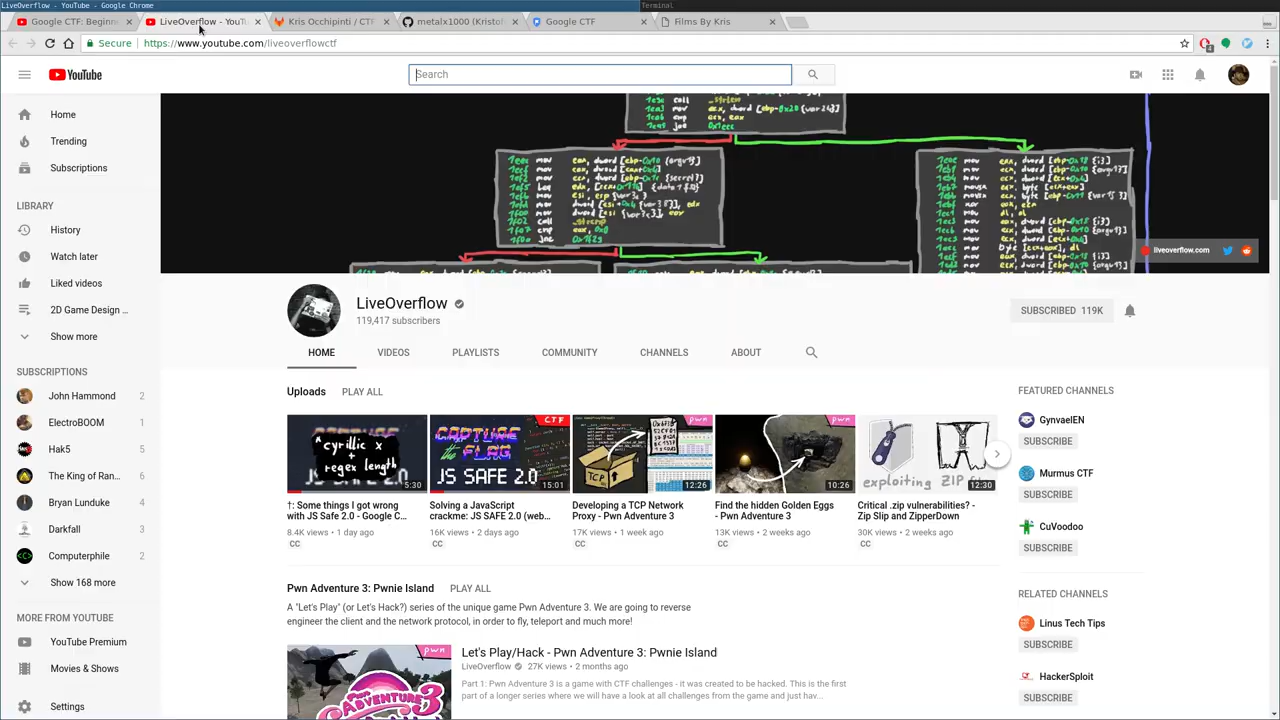 LiveOverflow - YouTube - Google Chrome
Terminal
Google CTF: Beginn
LiveOverflow - YouT
Kris Occhipinti / CTF
metalx1000 (Kristof
Google CTF
Films By Kris
Secure
https://www.youtube.com/liveoverflowctf
YouTube
Search
Home
Trending
Subscriptions
LIBRARY
History
Watch later
Liked videos
2D Game Design ...
Show more
SUBSCRIPTIONS
John Hammond 2
ElectroBOOM 1
Hak5 5
The King of Ran... 6
Bryan Lunduke 4
Darkfall 3
Computerphile 2
Show 168 more
MORE FROM YOUTUBE
YouTube Premium
Movies & Shows
Settings
liveoverflow.com
LiveOverflow
119,417 subscribers
SUBSCRIBED 119K
HOME VIDEOS PLAYLISTS COMMUNITY CHANNELS ABOUT
Uploads PLAY ALL
"cyrillic x
+
regex length
JS SAFE 2.0
5:30
CTF
CAPTURE
the
FLAG
JS SAFE 2.0
15:01
pwn
12:26
pwn
10:26
exploiting ZIP
12:30
†: Some things I got wrong
with JS Safe 2.0 - Google C...
8.4K views • 1 day ago
CC
Solving a JavaScript
crackme: JS SAFE 2.0 (web...
16K views • 2 days ago
CC
Developing a TCP Network
Proxy - Pwn Adventure 3
17K views • 1 week ago
CC
Find the hidden Golden Eggs
- Pwn Adventure 3
13K views • 2 weeks ago
CC
Critical .zip vulnerabilities? -
Zip Slip and ZipperDown
30K views • 2 weeks ago
CC
Pwn Adventure 3: Pwnie Island PLAY ALL
A "Let's Play" (or Let's Hack?) series of the unique game Pwn Adventure 3. We are going to reverse
engineer the client and the network protocol, in order to fly, teleport and much more!
pwn
PWN
ADVENTURE 3
Let's Play/Hack - Pwn Adventure 3: Pwnie Island
LiveOverflow 27K views • 2 months ago
Part 1: Pwn Adventure 3 is a game with CTF challenges - it was created to be hacked. This is the first
part of a longer series where we will have a look at all challenges from the game and just hav...
FEATURED CHANNELS
GynvaelEN
SUBSCRIBE
Murmus CTF
SUBSCRIBE
CuVoodoo
SUBSCRIBE
RELATED CHANNELS
Linus Tech Tips
SUBSCRIBE
HackerSploit
SUBSCRIBE